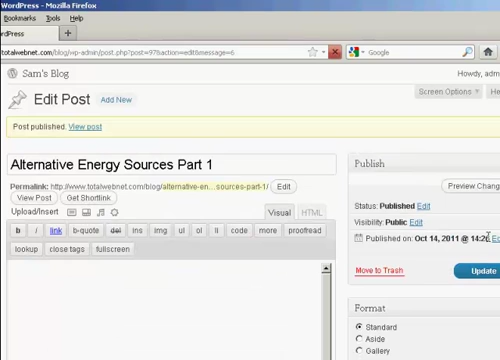 WordPress - Mozilla Firefox
Bookmarks Tools Help
rdPress +
totalwebnet.com/blog/wp-admin/post.php?post=97&action=edit&message=6 Google
Sam's Blog Howdy, adm
Edit Post Add New Screen Options He
Post published. View post
Alternative Energy Sources Part 1
Permalink: http://www.totalwebnet.com/blog/alternative-en...sources-part-1/ Edit
View Post Get Shortlink
Upload/Insert Visual HTML
b i link b-quote del ins img ul ol li code more proofread
lookup close tags fullscreen
Publish
Preview Chang
Status: Published Edit
Visibility: Public Edit
Published on: Oct 14, 2011 @ 14:26
Move to Trash Update
Format
Standard
Aside
Gallery